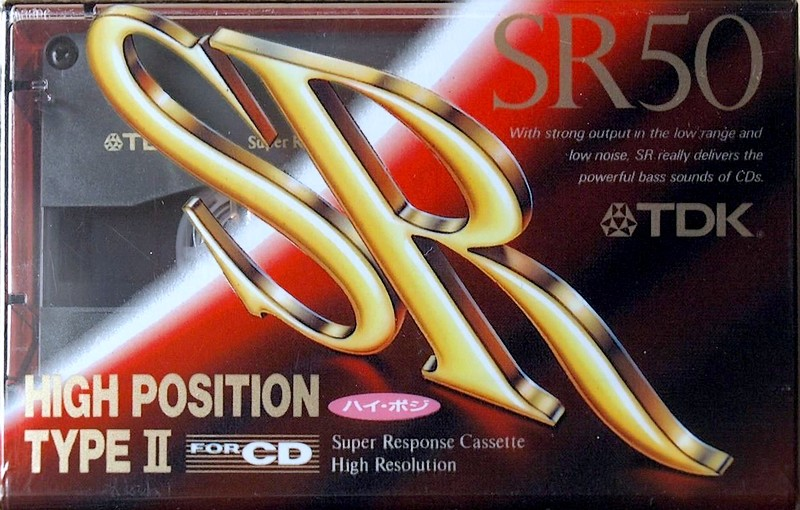 SR50
With strong output in the low range and
low noise, SR really delivers the
powerful bass sounds of CDs.
TDK
SR
HIGH POSITION
ハイ・ポジ
TYPE II
FOR CD
Super Response Cassette
High Resolution